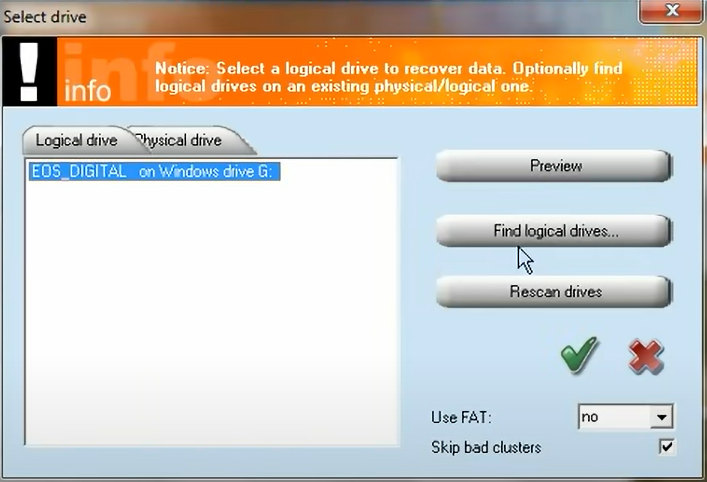 Select drive
info
info
Notice: Select a logical drive to recover data. Optionally find
logical drives on an existing physical/logical one.
Logical drive
Physical drive
EOS_DIGITAL on Windows drive G:
Preview
Find logical drives...
Rescan drives
Use FAT:
no
Skip bad clusters